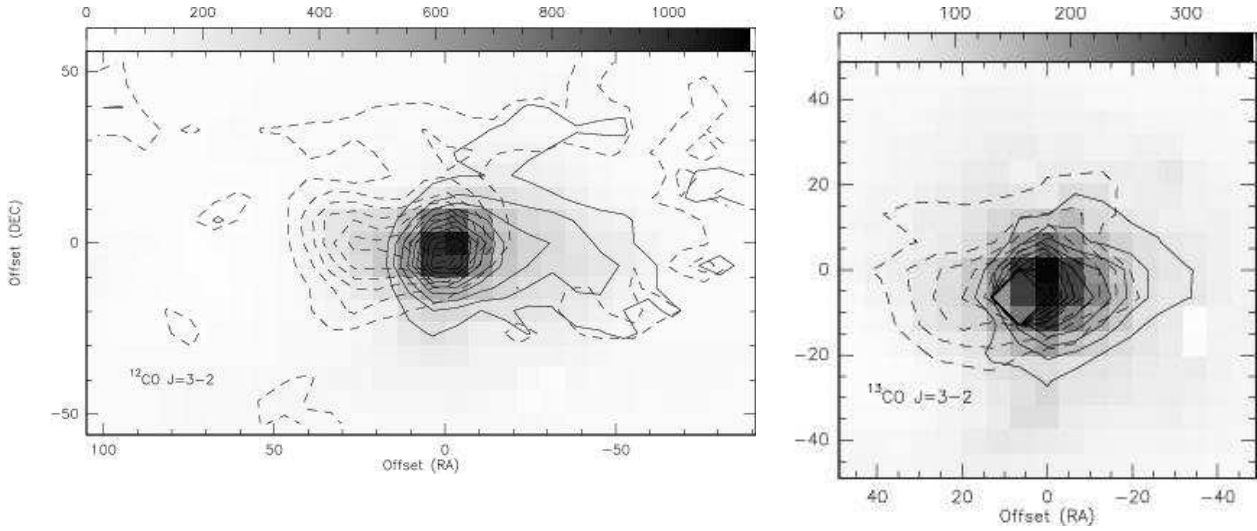 0 200 400 600 800 1000
50
0
-50
Offset (DEC)
12CO J=3-2
100 50 0 -50
Offset (RA)
0 100 200 300
40
20
0
-20
-40
13CO J=3-2
40 20 0 -20 -40
Offset (RA)